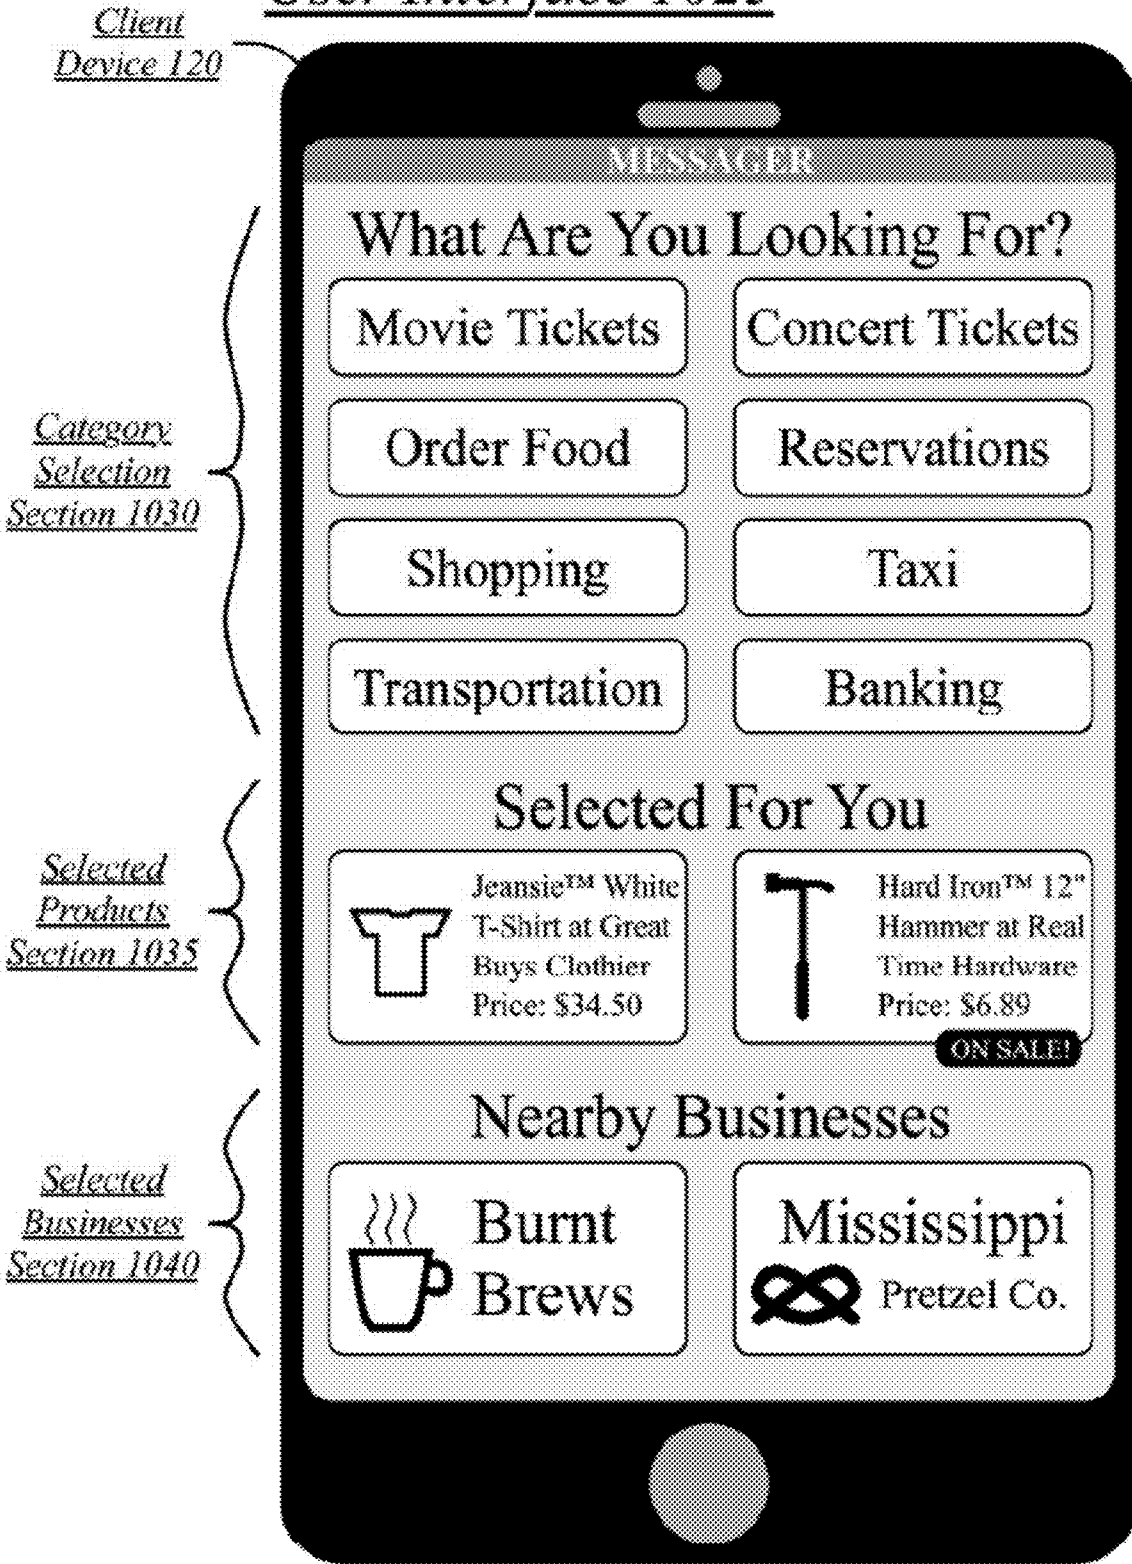 User Interface 1025
Client
Device 120
MESSAGER
What Are You Looking For?
Movie Tickets
Concert Tickets
Order Food
Reservations
Category
Selection
Section 1030
Shopping
Taxi
Transportation
Banking
Selected For You
Selected
Products
Section 1035
Jeansie™ White
T-Shirt at Great
Buys Clothier
Price: $34.50
Hard Iron™ 12"
Hammer at Real
Time Hardware
Price: $6.89
ON SALE!
Nearby Businesses
Selected
Businesses
Section 1040
Burnt
Brews
Mississippi
Pretzel Co.